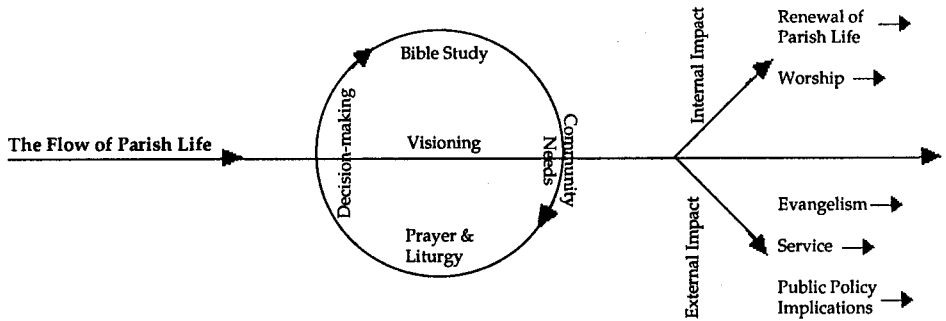 The Flow of Parish Life
Bible Study
Decision-making
Visioning
Community
Needs
Prayer &
Liturgy
Internal Impact
Renewal of
Parish Life
Worship
External Impact
Evangelism
Service
Public Policy
Implications